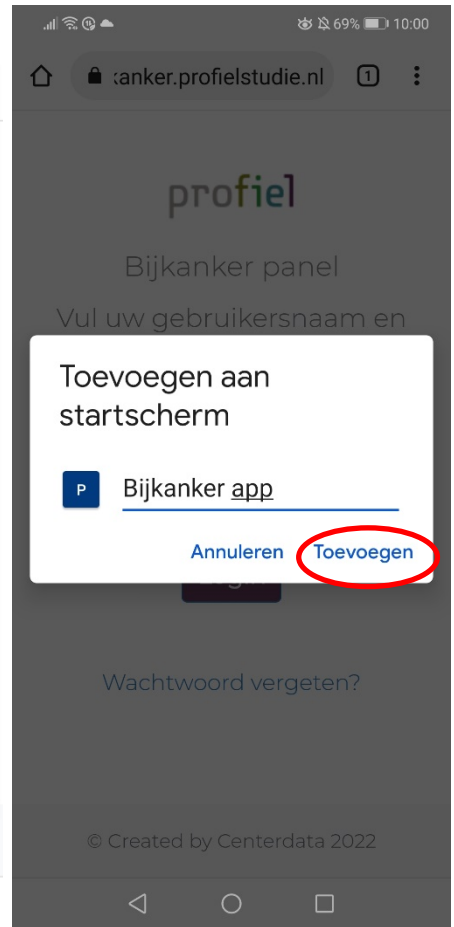 69% 10:00
:anker.profielstudie.nl 1
profiel
Bijkanker panel
Vul uw gebruikersnaam en
Toevoegen aan
startscherm
P Bijkanker app
Annuleren Toevoegen
Wachtwoord vergeten?
© Created by Centerdata 2022